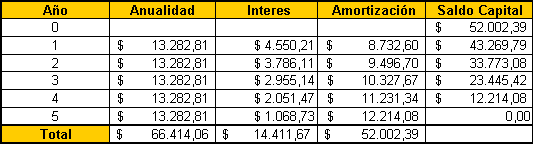 Año Anualidad Interes Amortización Saldo Capital
0 $ 52.002,39
1 $ 13.282,81 $ 4.550,21 $ 8.732,60 $ 43.269,79
2 $ 13.282,81 $ 3.786,11 $ 9.496,70 $ 33.773,08
3 $ 13.282,81 $ 2.955,14 $ 10.327,67 $ 23.445,42
4 $ 13.282,81 $ 2.051,47 $ 11.231,34 $ 12.214,08
5 $ 13.282,81 $ 1.068,73 $ 12.214,08 0,00
Total $ 66.414,06 $ 14.411,67 $ 52.002,39